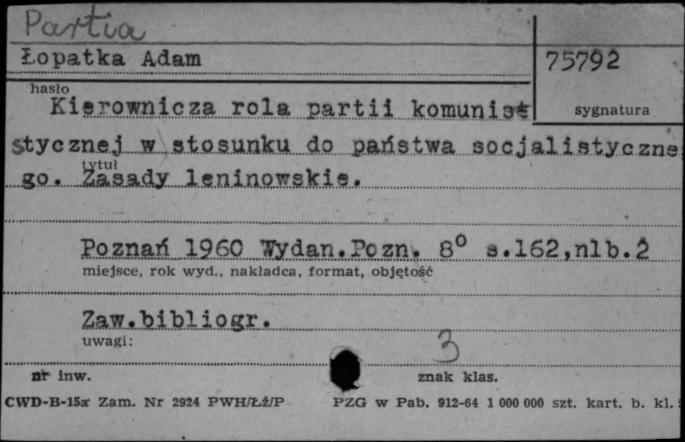 Partia
Łopatka Adam
75792
hasło
Kierownicza rola partii komunist
sygnatura
stycznej w stosunku do państwa socjalistyczne
tytuł
go. Zasady leninowskie.
Poznań 1960 Wydan.Pozn. 8° s.162,nlb.2
miejsce, rok wyd., nakładca, format, objętość
Zaw.bibliogr.
uwagi:
3
nr inw.
znak klas.
CWD-B-15x Zam. Nr 2924 PWH/ŁŻ/P PZG w Pab. 912-64 1 000 000 szt. kart. b. kl.